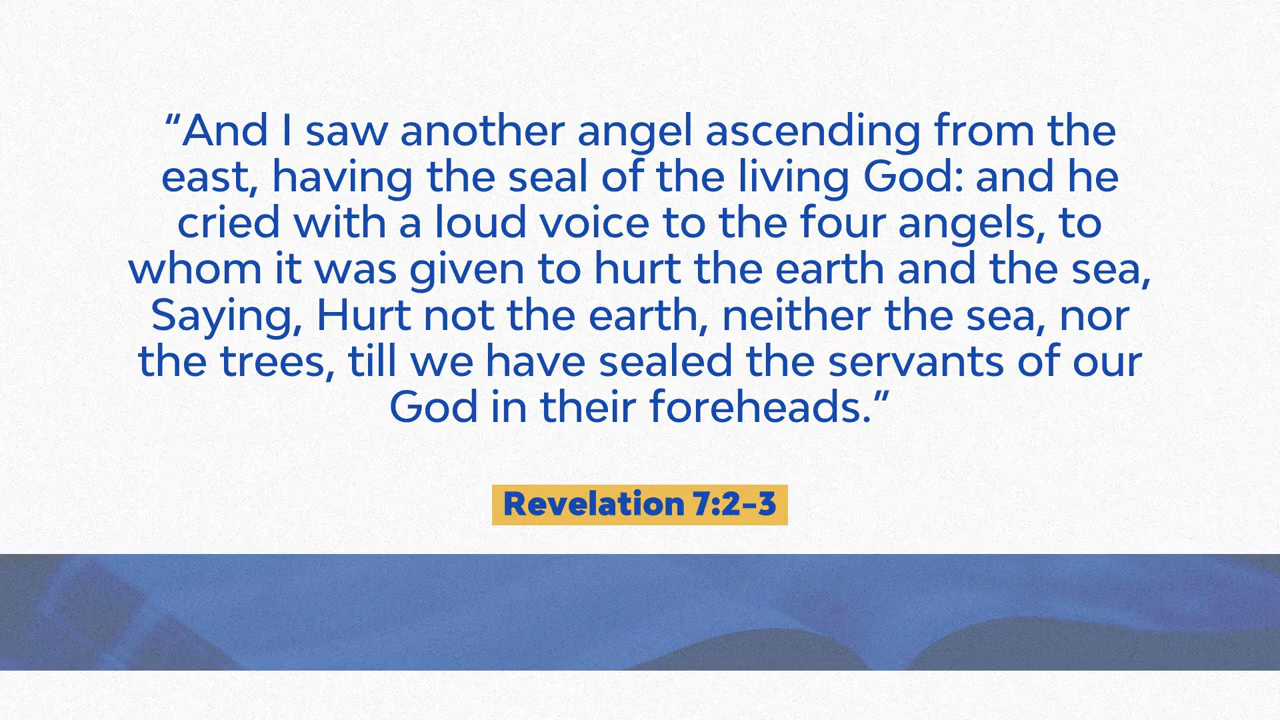 “And I saw another angel ascending from the
east, having the seal of the living God: and he
cried with a loud voice to the four angels, to
whom it was given to hurt the earth and the sea,
Saying, Hurt not the earth, neither the sea, nor
the trees, till we have sealed the servants of our
God in their foreheads.”
Revelation 7:2-3